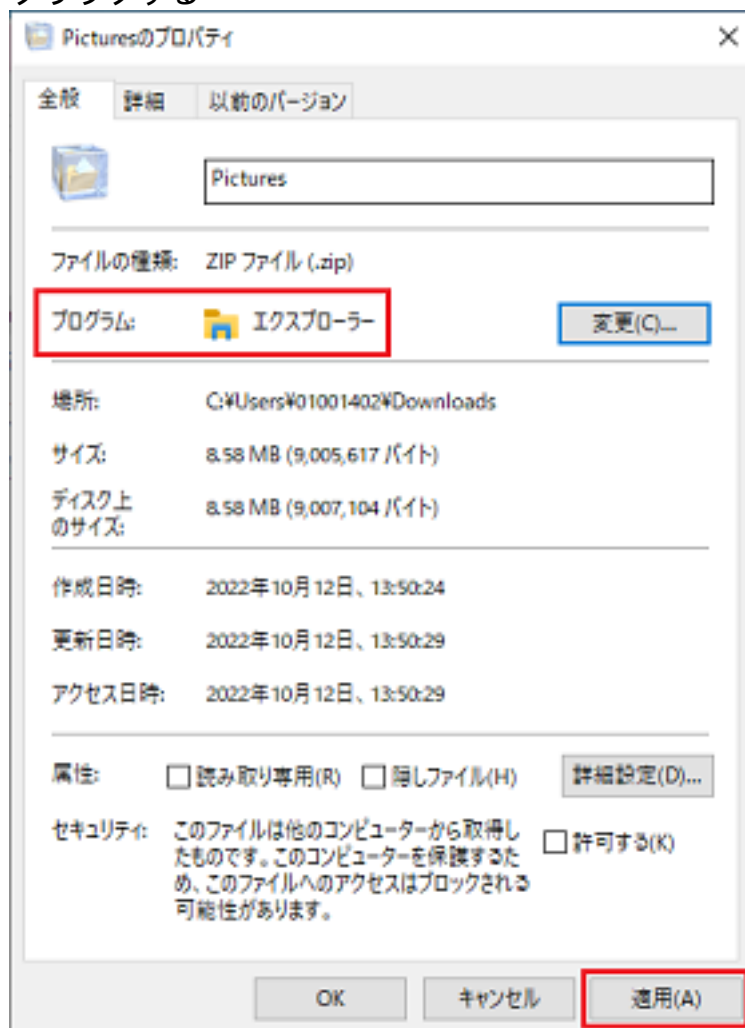 クリックする
Picturesのプロパティ
全般 詳細 以前のバージョン
Pictures
ファイルの種類: ZIP ファイル (.zip)
プログラム: エクスプローラー 変更(C)...
場所: C:¥Users¥01001402¥Downloads
サイズ: 8.58 MB (9,005,617 バイト)
ディスク上
のサイズ: 8.58 MB (9,007,104 バイト)
作成日時: 2022年10月12日、13:50:24
更新日時: 2022年10月12日、13:50:29
アクセス日時: 2022年10月12日、13:50:29
属性: 読み取り専用(R) 隠しファイル(H) 詳細設定(D)...
セキュリティ: このファイルは他のコンピューターから取得し
たものです。このコンピューターを保護するた
め、このファイルへのアクセスはブロックされる
可能性があります。
許可する(K)
OK キャンセル 適用(A)